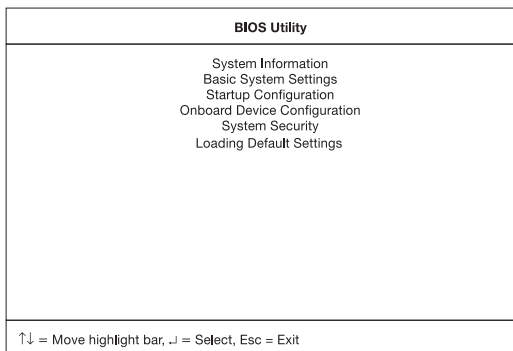 BIOS Utility
System Information
Basic System Settings
Startup Configuration
Onboard Device Configuration
System Security
Loading Default Settings
↑↓ = Move highlight bar, ↵ = Select, Esc = Exit